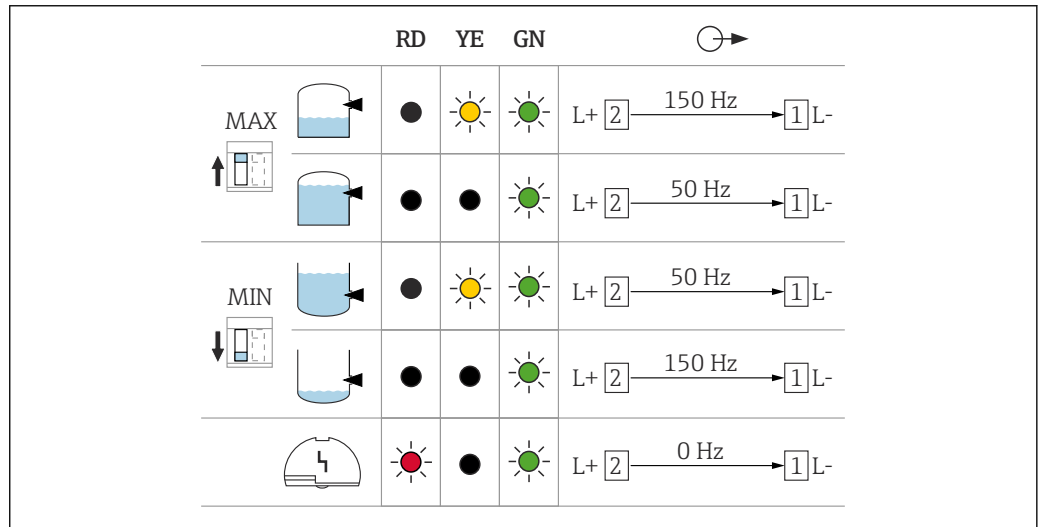 RD YE GN
MAX
L+ 2 150 Hz 1 L-
L+ 2 50 Hz 1 L-
MIN
L+ 2 50 Hz 1 L-
L+ 2 150 Hz 1 L-
L+ 2 0 Hz 1 L-